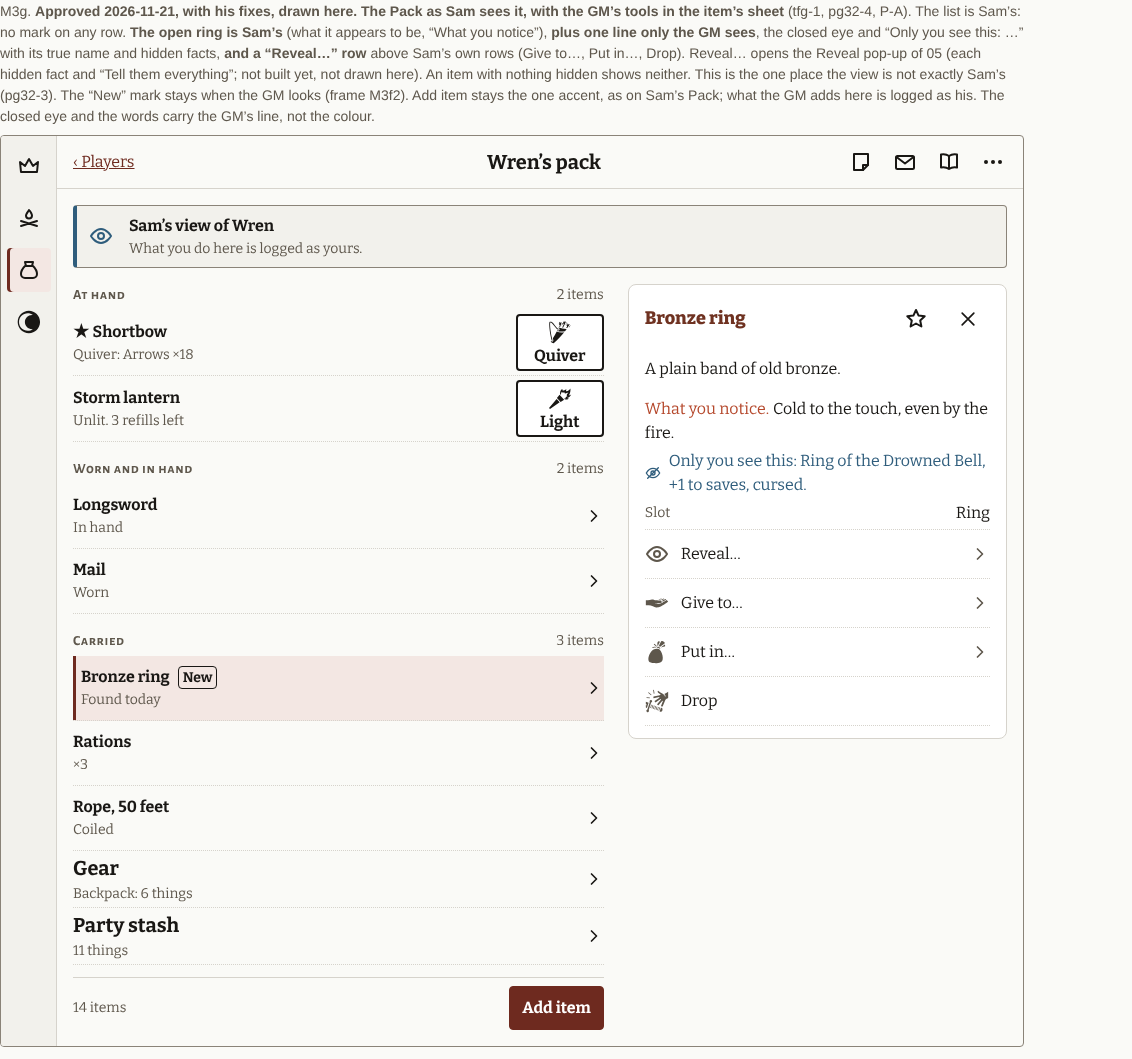 M3g. Approved 2026-11-21, with his fixes, drawn here. The Pack as Sam sees it, with the GM’s tools in the item’s sheet (tfg-1, pg32-4, P-A). The list is Sam’s:
no mark on any row. The open ring is Sam’s (what it appears to be, “What you notice”), plus one line only the GM sees, the closed eye and “Only you see this: …”
with its true name and hidden facts, and a “Reveal…” row above Sam’s own rows (Give to…, Put in…, Drop). Reveal… opens the Reveal pop-up of 05 (each
hidden fact and “Tell them everything”; not built yet, not drawn here). An item with nothing hidden shows neither. This is the one place the view is not exactly Sam’s
(pg32-3). The “New” mark stays when the GM looks (frame M3f2). Add item stays the one accent, as on Sam’s Pack; what the GM adds here is logged as his. The
closed eye and the words carry the GM’s line, not the colour.
‹ Players
Wren’s pack
Sam’s view of Wren
What you do here is logged as yours.
At hand
2 items
★ Shortbow
Quiver: Arrows ×18
Quiver
Storm lantern
Unlit. 3 refills left
Light
Worn and in hand
2 items
Longsword
In hand
Mail
Worn
Carried
3 items
Bronze ring New
Found today
Rations
×3
Rope, 50 feet
Coiled
Gear
Backpack: 6 things
Party stash
11 things
14 items
Add item
Bronze ring
A plain band of old bronze.
What you notice. Cold to the touch, even by the
fire.
Only you see this: Ring of the Drowned Bell,
+1 to saves, cursed.
Slot
Ring
Reveal…
Give to…
Put in…
Drop